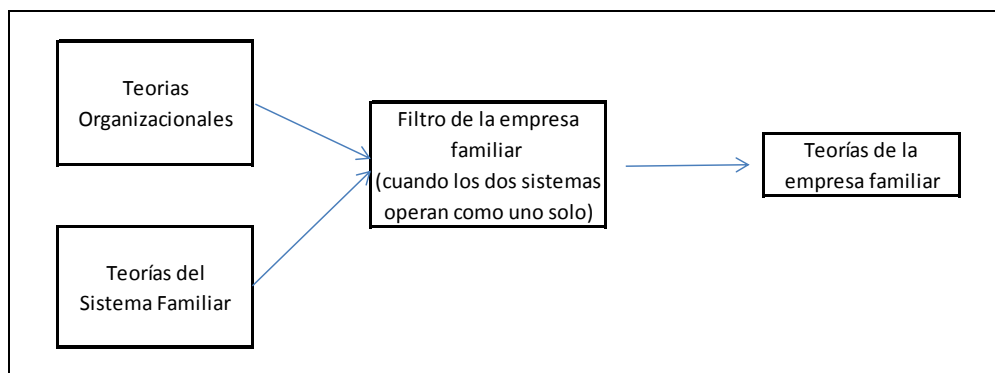 Teorias
Organizacionales
Filtro de la empresa
familiar
(cuando los dos sistemas
operan como uno solo)
Teorías de la
empresa familiar
Teorías del
Sistema Familiar